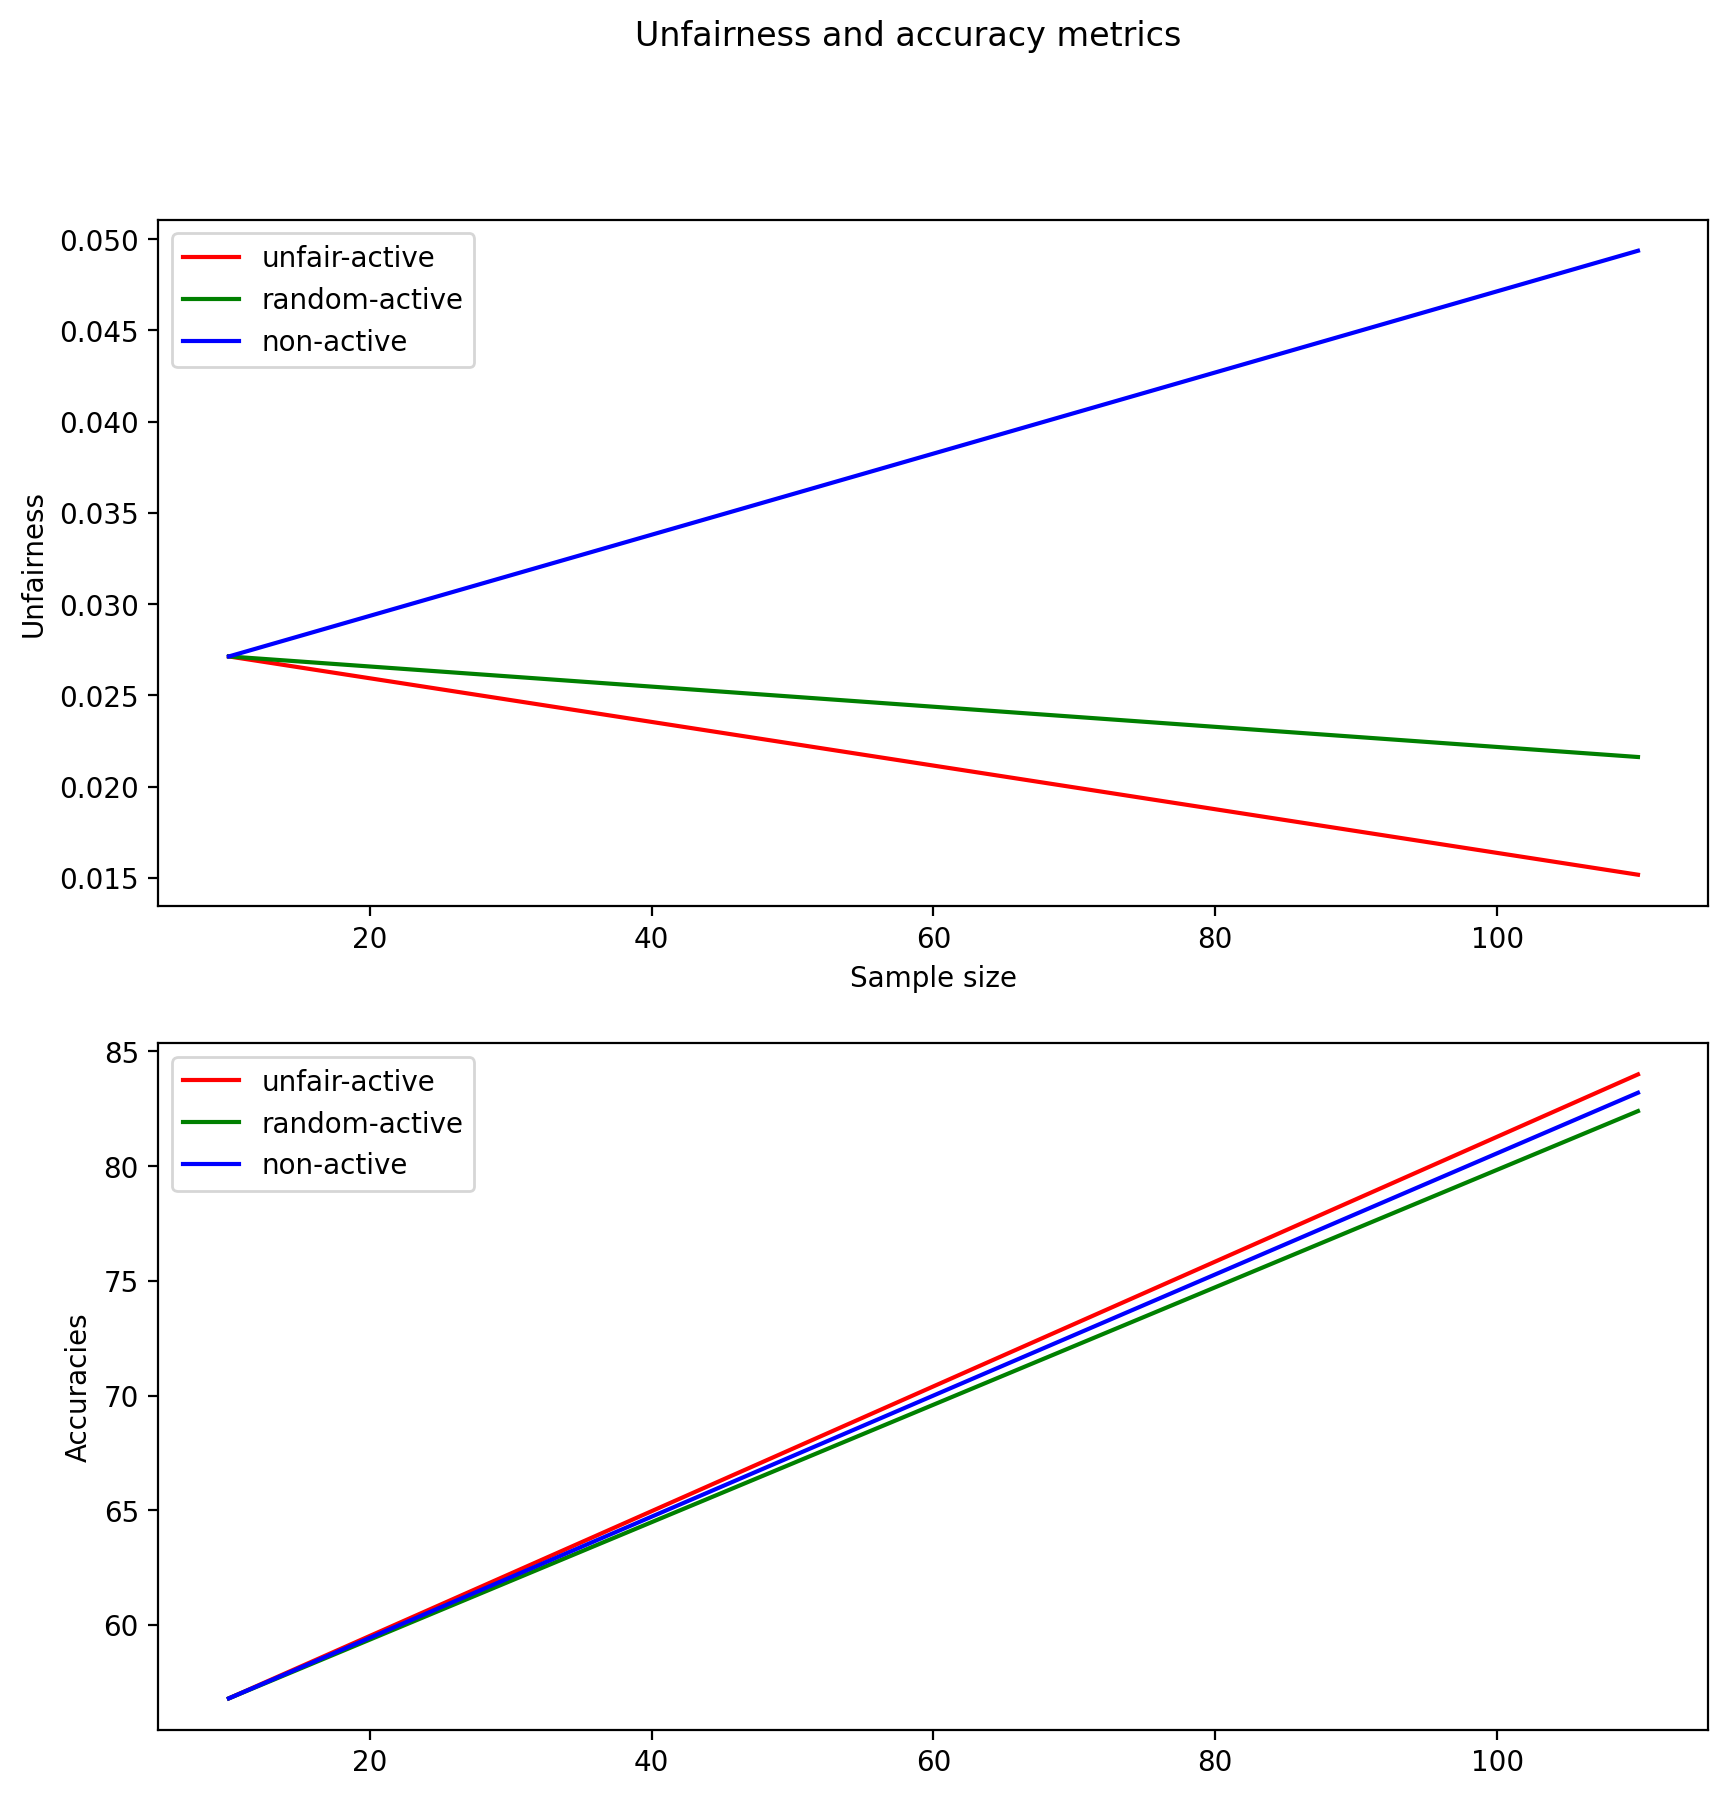 Unfairness and accuracy metrics
unfair-active
random-active
non-active
0.050
0.045
0.040
0.035
0.030
0.025
0.020
0.015
Unfairness
20 40 60 80 100
Sample size
unfair-active
random-active
non-active
85
80
75
70
65
60
Accuracies
20 40 60 80 100